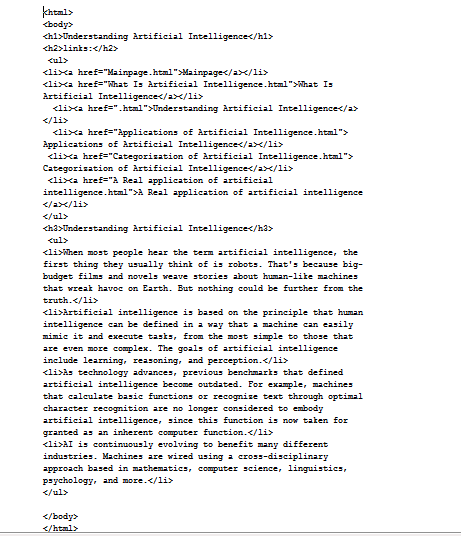 <html>
<body>
<h1>Understanding Artificial Intelligence</h1>
<h2>links:</h2>
<ul>
<li><a href="Mainpage.html">Mainpage</a></li>
<li><a href="What Is Artificial Intelligence.html">What Is
Artificial Intelligence</a></li>
<li><a href=".html">Understanding Artificial Intelligence</a>
</li>
<li><a href="Applications of Artificial Intelligence.html">
Applications of Artificial Intelligence</a></li>
<li><a href="Categorisation of Artificial Intelligence.html">
Categorisation of Artificial Intelligence</a></li>
<li><a href="A Real application of artificial
intelligence.html">A Real application of artificial intelligence
</a></li>
</ul>
<h3>Understanding Artificial Intelligence</h3>
<ul>
<li>When most people hear the term artificial intelligence, the
first thing they usually think of is robots. That's because big-
budget films and novels weave stories about human-like machines
that wreak havoc on Earth. But nothing could be further from the
truth.</li>
<li>Artificial intelligence is based on the principle that human
intelligence can be defined in a way that a machine can easily
mimic it and execute tasks, from the most simple to those that
are even more complex. The goals of artificial intelligence
include learning, reasoning, and perception.</li>
<li>As technology advances, previous benchmarks that defined
artificial intelligence become outdated. For example, machines
that calculate basic functions or recognize text through optimal
character recognition are no longer considered to embody
artificial intelligence, since this function is now taken for
granted as an inherent computer function.</li>
<li>AI is continuously evolving to benefit many different
industries. Machines are wired using a cross-disciplinary
approach based in mathematics, computer science, linguistics,
psychology, and more.</li>
</ul>
</body>
</html>